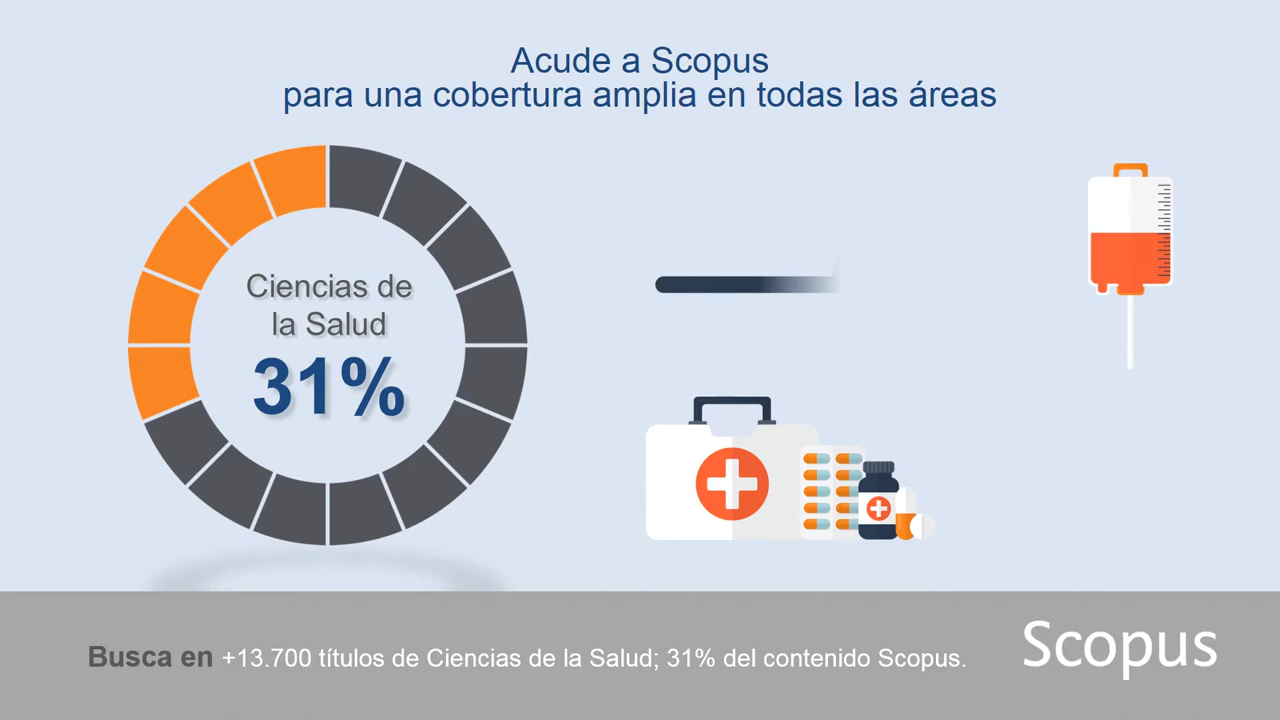 Acude a Scopus
para una cobertura amplia en todas las áreas
Ciencias de
la Salud
31%
Busca en +13.700 títulos de Ciencias de la Salud; 31% del contenido Scopus.
Scopus